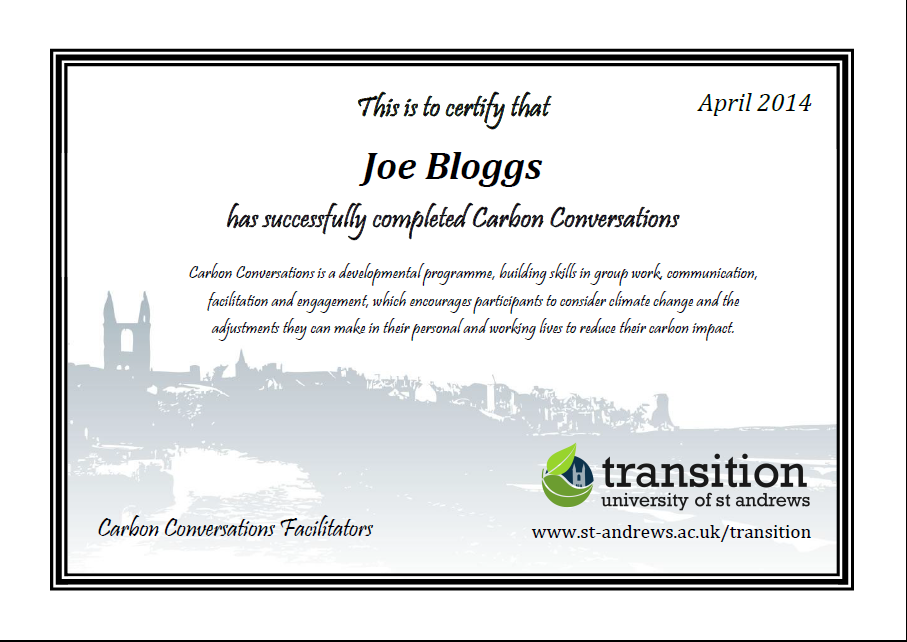 This is to certify that
April 2014
Joe Bloggs
has successfully completed Carbon Conversations
Carbon Conversations is a developmental programme, building skills in group work, communication,
facilitation and engagement, which encourages participants to consider climate change and the
adjustments they can make in their personal and working lives to reduce their carbon impact.
transition
university of st andrews
Carbon Conversations Facilitators
www.st-andrews.ac.uk/transition